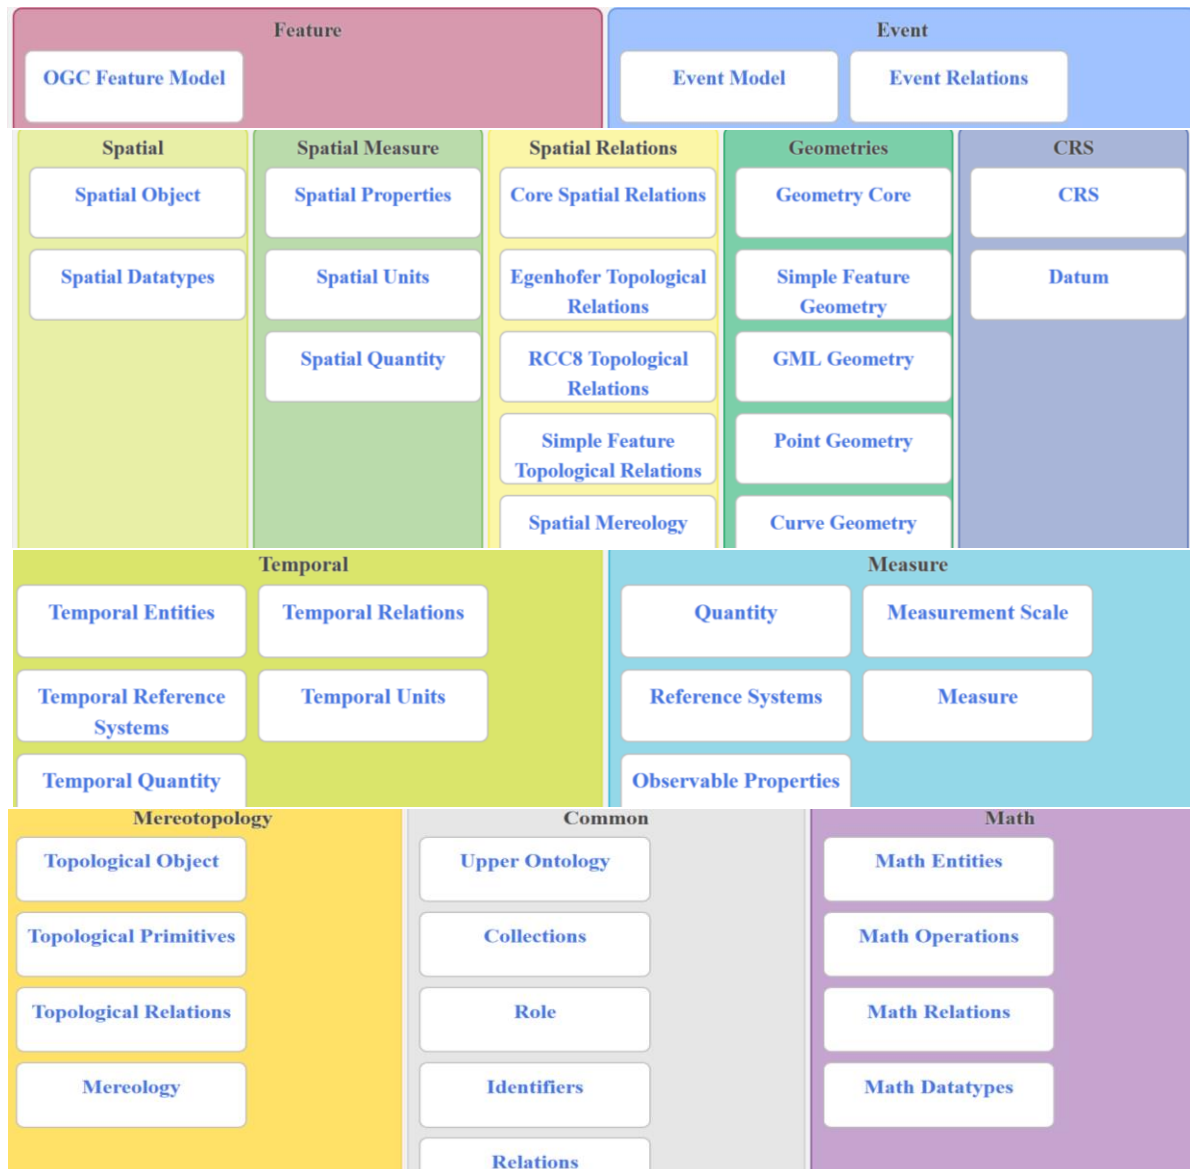 Feature
OGC Feature Model
Event
Event Model
Event Relations
Spatial
Spatial Object
Spatial Datatypes
Spatial Measure
Spatial Properties
Spatial Units
Spatial Quantity
Spatial Relations
Core Spatial Relations
Egenhofer Topological
Relations
RCC8 Topological
Relations
Simple Feature
Topological Relations
Spatial Mereology
Geometries
Geometry Core
Simple Feature
Geometry
GML Geometry
Point Geometry
Curve Geometry
CRS
CRS
Datum
Temporal
Temporal Entities
Temporal Relations
Temporal Reference
Systems
Temporal Units
Temporal Quantity
Measure
Quantity
Measurement Scale
Reference Systems
Measure
Observable Properties
Mereotopology
Topological Object
Topological Primitives
Topological Relations
Mereology
Common
Upper Ontology
Collections
Role
Identifiers
Relations
Math
Math Entities
Math Operations
Math Relations
Math Datatypes